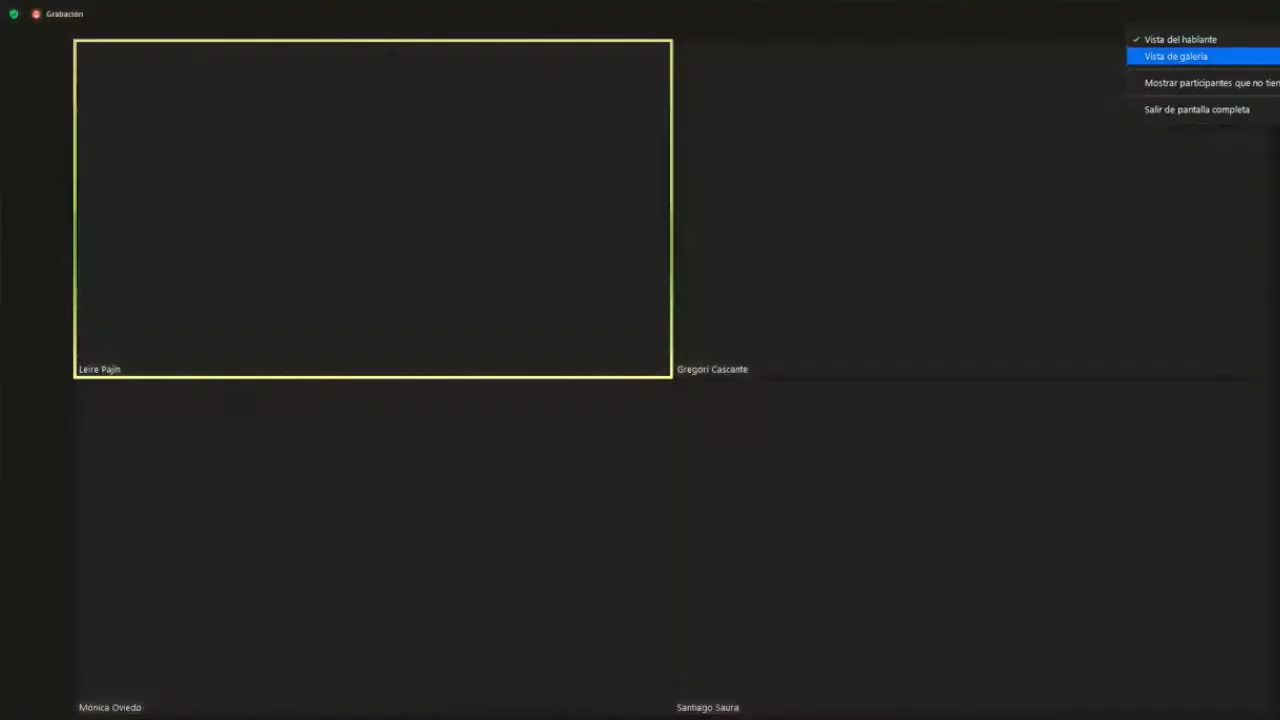 Grabación
✓ Vista del hablante
Vista de galería
Mostrar participantes que no tien
Salir de pantalla completa
Leire Pajín
Gregori Cascante
Mónica Oviedo
Santiago Saura